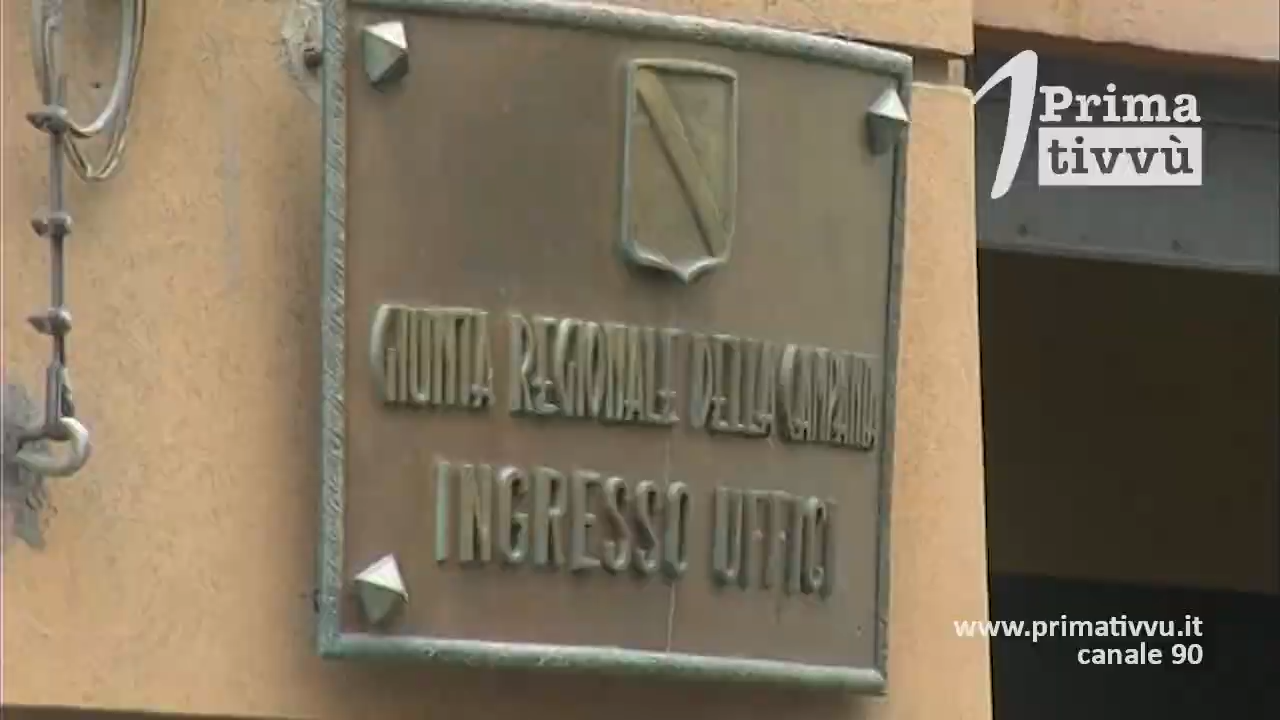 Prima
tivvù
GIUNTA REGIONALE DELLA CAMPANIA
INGRESSO UFFICI
www.primativvu.it
canale 90